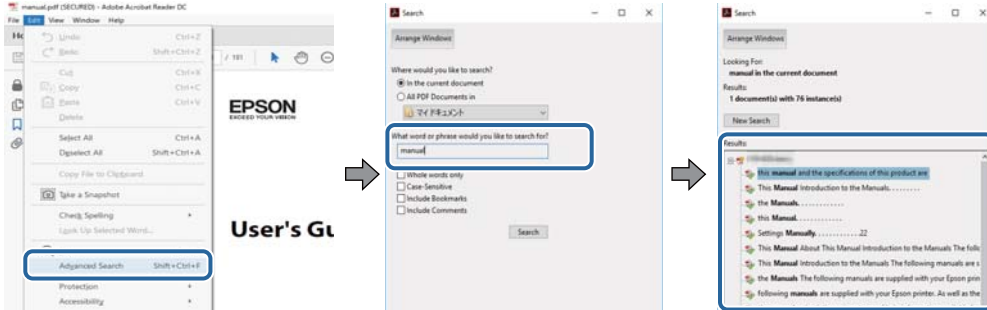 manual.pdf (SECURED) - Adobe Acrobat Reader DC
File Edit View Window Help
Undo Ctrl+Z
Redo Shift+Ctrl+Z
Cut Ctrl+X
Copy Ctrl+C
Paste Ctrl+V
Delete
Select All Ctrl+A
Deselect All Shift+Ctrl+A
Copy File to Clipboard
Take a Snapshot
Check Spelling
Look Up Selected Word...
Advanced Search Shift+Ctrl+F
Protection
Accessibility
/ 191
EPSON
EXCEED YOUR VISION
User's Gu
Search
Arrange Windows
Where would you like to search?
In the current document
All PDF Documents in
マイ ドキュメント
What word or phrase would you like to search for?
manual
Whole words only
Case-Sensitive
Include Bookmarks
Include Comments
Search
Search
Arrange Windows
Looking For:
manual in the current document
Results:
1 document(s) with 76 instance(s)
New Search
Results:
this manual and the specifications of this product are
This Manual Introduction to the Manuals. . . . . . . . .
the Manuals. . . . . . . . . . . . .
this Manual. . . . . . . . . . . . .
Settings Manually. . . . . . . . . . . . .22
This Manual About This Manual Introduction to the Manuals The follo
This Manual Introduction to the Manuals The following manuals are s
the Manuals The following manuals are supplied with your Epson prin
following manuals are supplied with your Epson printer. As well as the